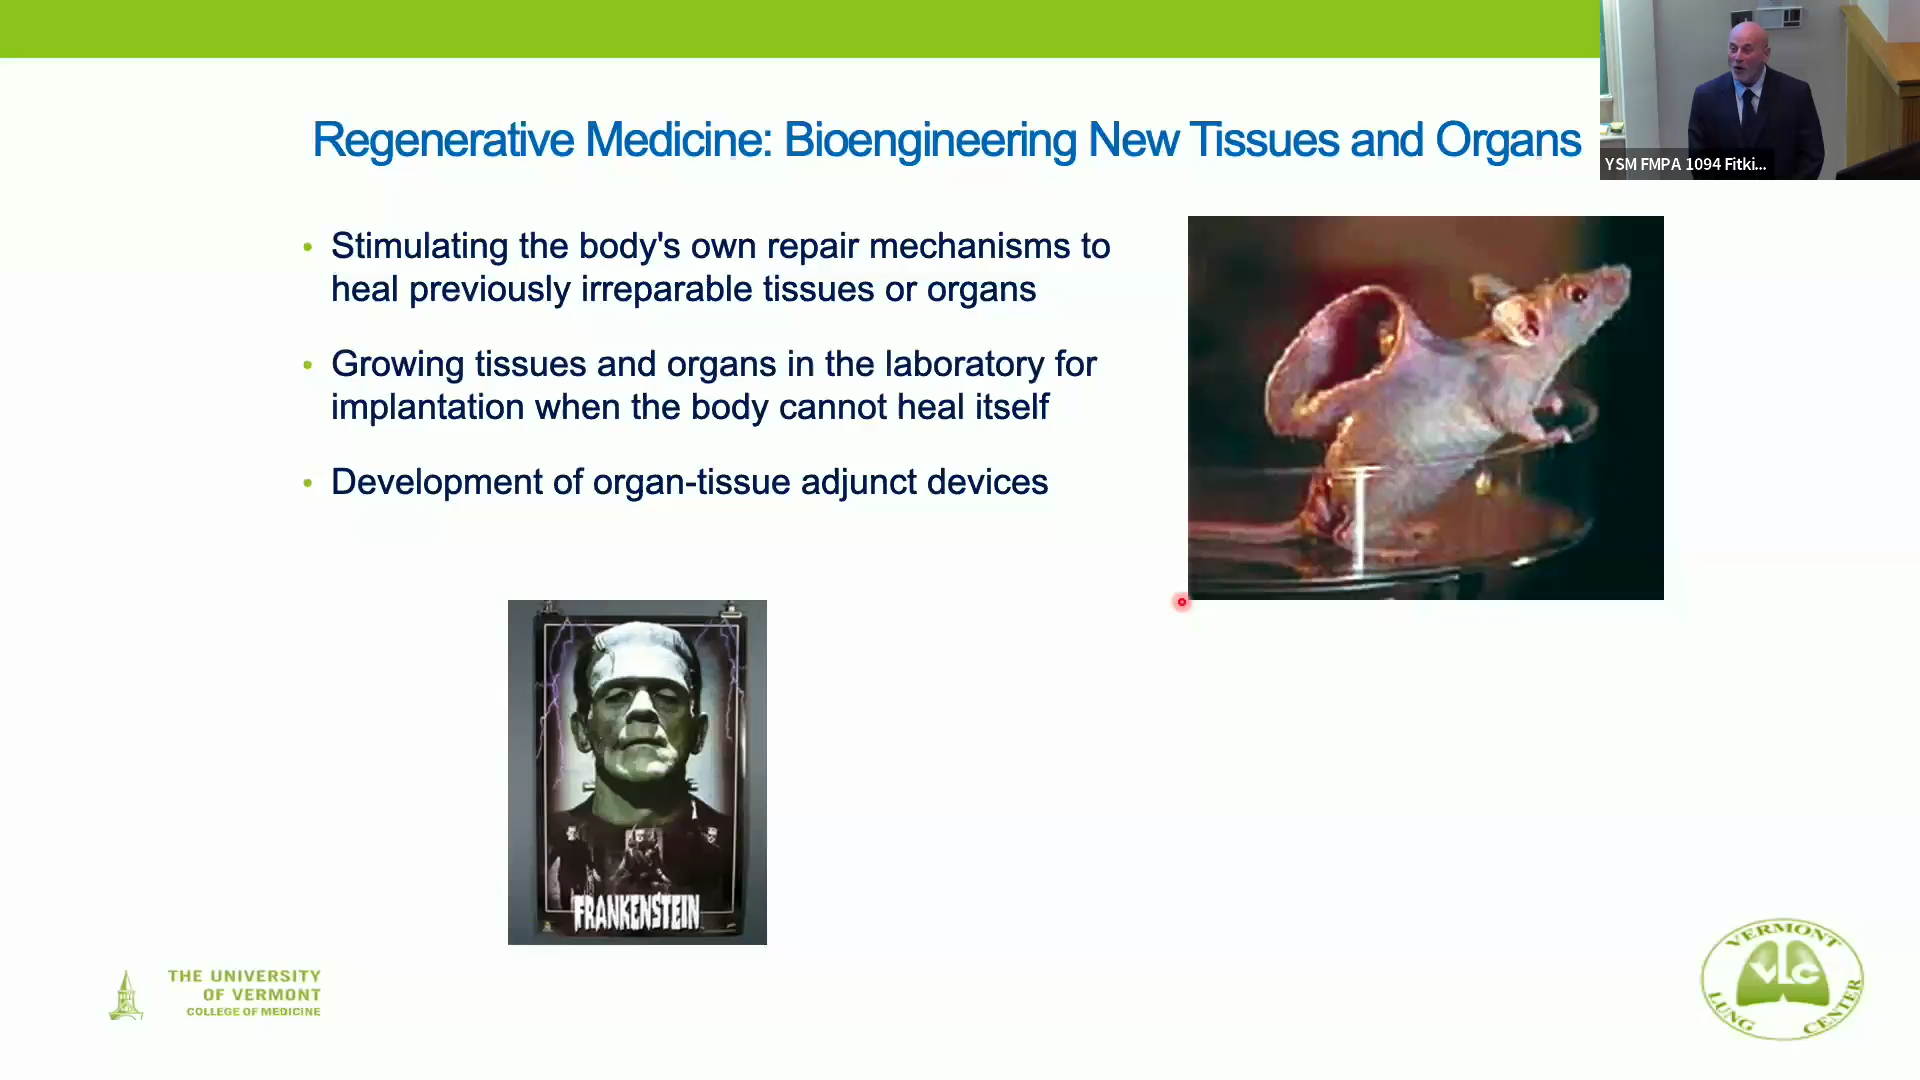 Regenerative Medicine: Bioengineering New Tissues and Organs
YSM FMPA 1094 Fitki...
• Stimulating the body's own repair mechanisms to
heal previously irreparable tissues or organs
• Growing tissues and organs in the laboratory for
implantation when the body cannot heal itself
• Development of organ-tissue adjunct devices
FRANKENSTEIN
THE UNIVERSITY
OF VERMONT
COLLEGE OF MEDICINE
VERMONT
VLC
LUNG CENTER